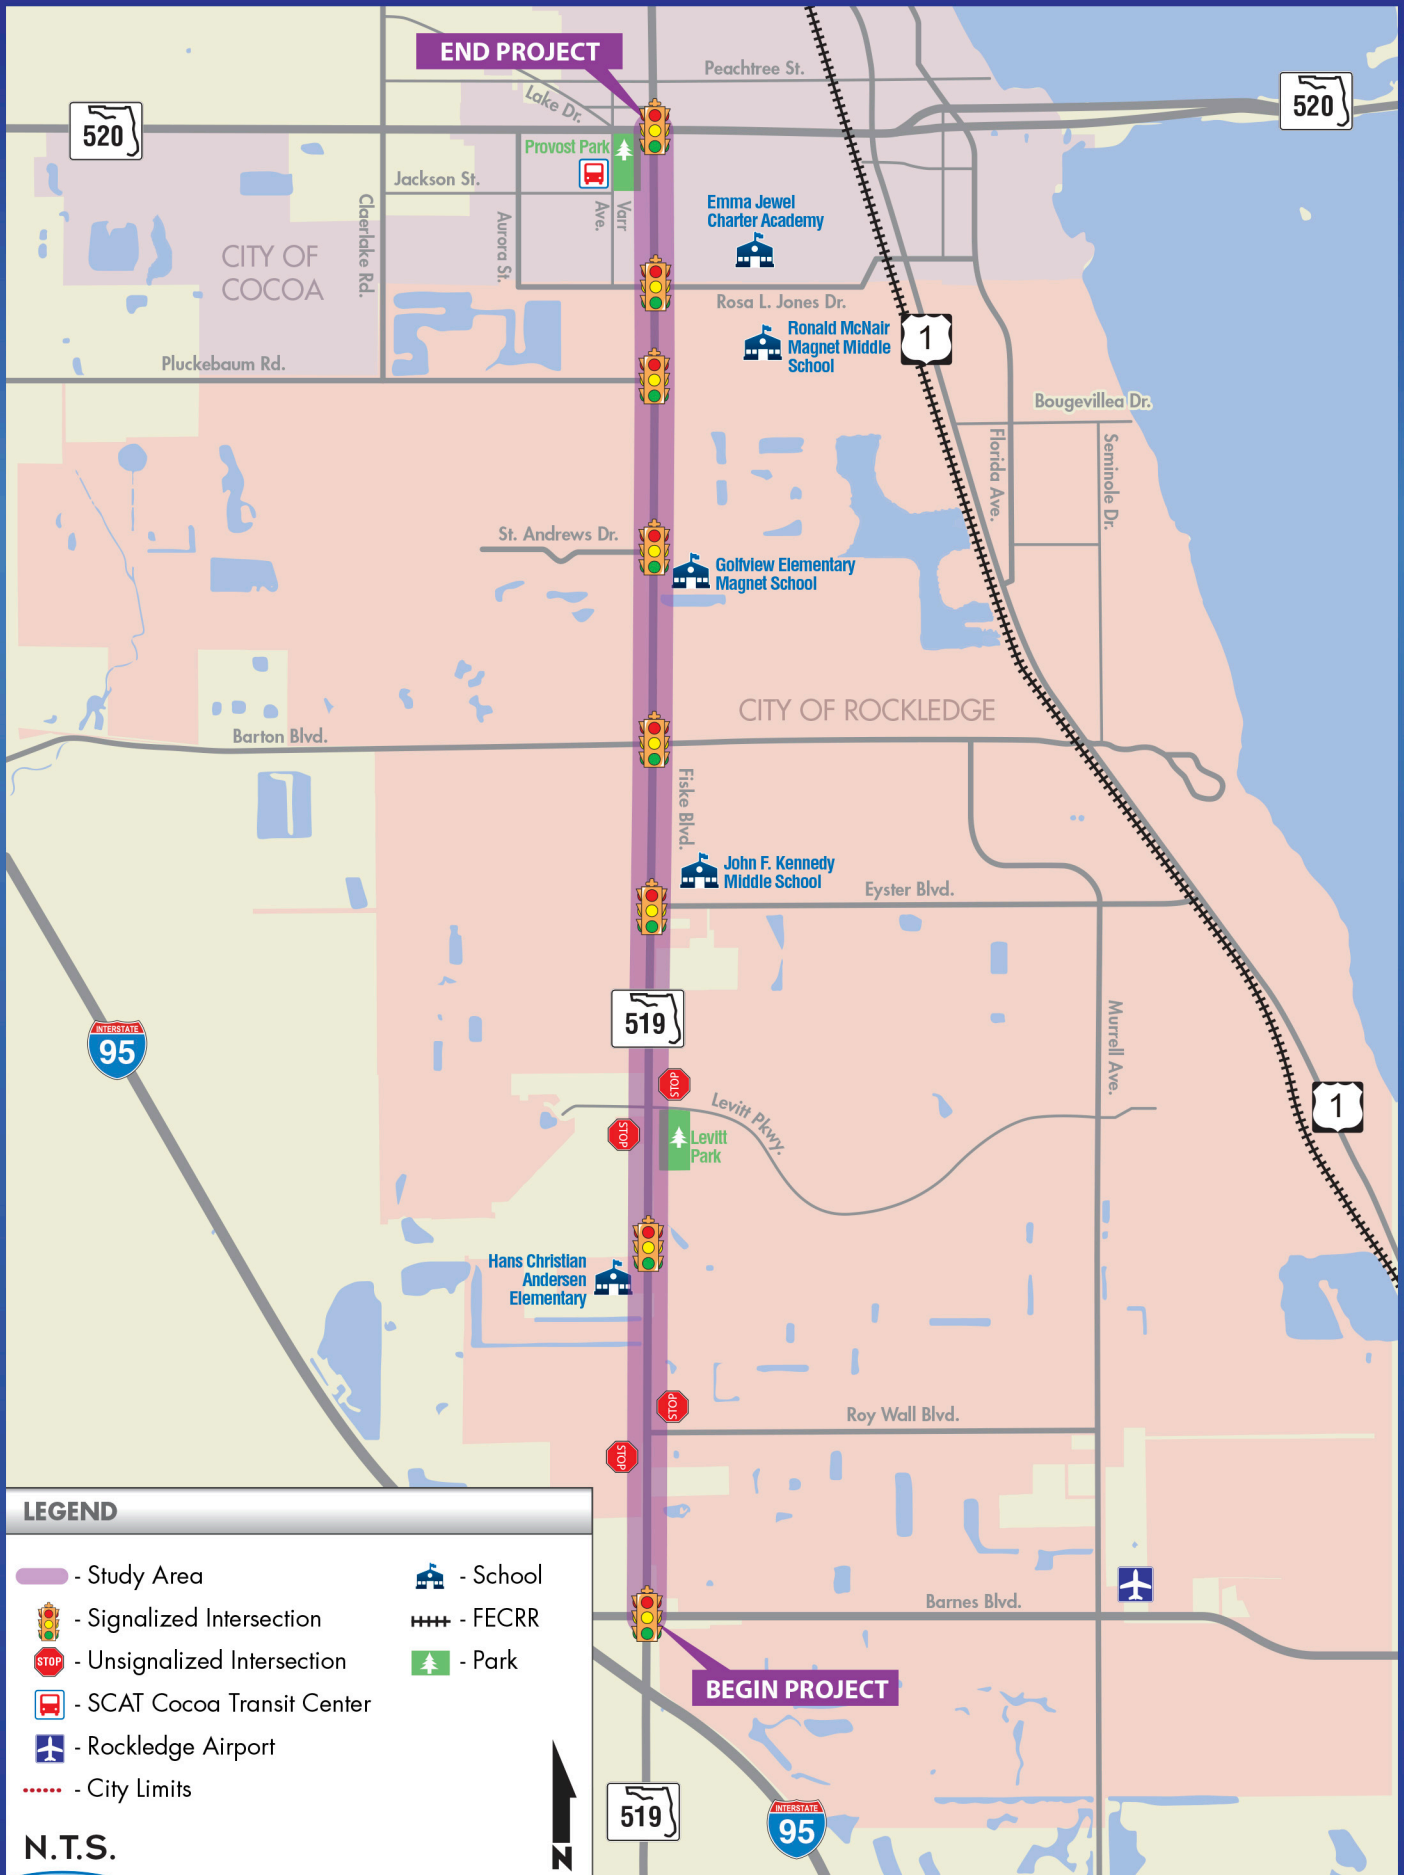 END PROJECT
Peachtree St.
Lake Dr.
520
520
Provost Park
Jackson St.
Claerlake Rd.
Aurora St.
Varr
Ave.
Emma Jewel
Charter Academy
CITY OF
COCOA
Rosa L. Jones Dr.
Ronald McNair
Magnet Middle
School
1
Pluckebaum Rd.
Bougevillea Dr.
Florida Ave.
Seminole Dr.
St. Andrews Dr.
Golfview Elementary
Magnet School
CITY OF ROCKLEDGE
Barton Blvd.
Fiske Blvd.
John F. Kennedy
Middle School
Eyster Blvd.
519
INTERSTATE
95
Murrell Ave.
STOP
Levitt Pkwy.
1
STOP
Levitt
Park
Hans Christian
Andersen
Elementary
STOP
Roy Wall Blvd.
STOP
Barnes Blvd.
BEGIN PROJECT
519
INTERSTATE
95
LEGEND
- Study Area
- Signalized Intersection
STOP - Unsignalized Intersection
- SCAT Cocoa Transit Center
- Rockledge Airport
- City Limits
- School
- FECRR
- Park
N.T.S.
N